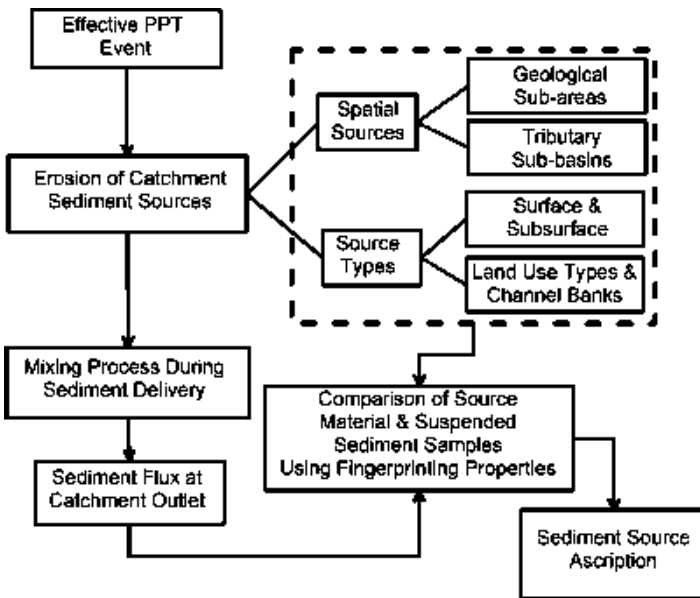 Effective PPT
Event
Erosion of Catchment
Sediment Sources
Spatial
Sources
Geological
Sub-areas
Tributary
Sub-basins
Source
Types
Surface &
Subsurface
Land Use Types &
Channel Banks
Mixing Process During
Sediment Delivery
Sediment Flux at
Catchment Outlet
Comparison of Source
Material & Suspended
Sediment Samples
Using Fingerprinting Properties
Sediment Source
Ascription